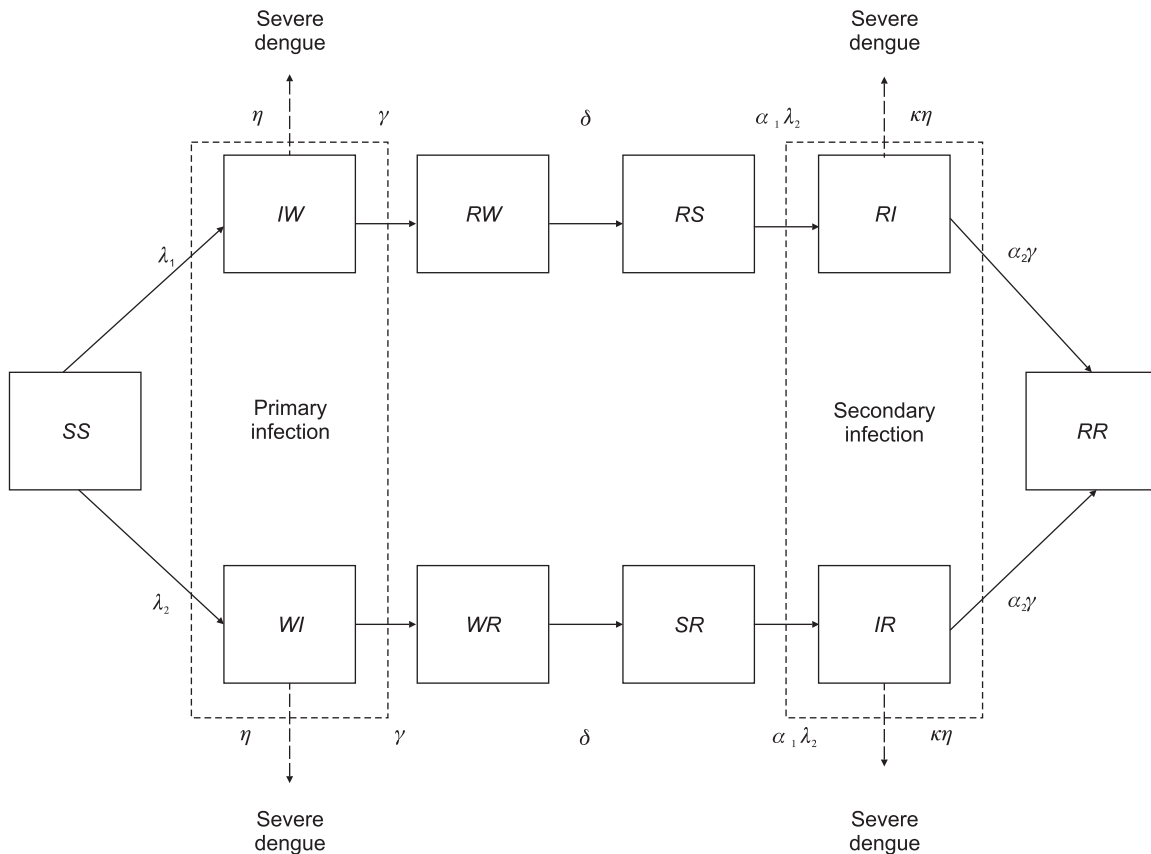 Severe
dengue
Severe
dengue
η
γ
δ
α₁λ₂
κη
IW
RW
RS
RI
λ₁
α₂γ
SS
Primary
infection
Secondary
infection
RR
λ₂
α₂γ
WI
WR
SR
IR
η
γ
δ
α₁λ₂
κη
Severe
dengue
Severe
dengue